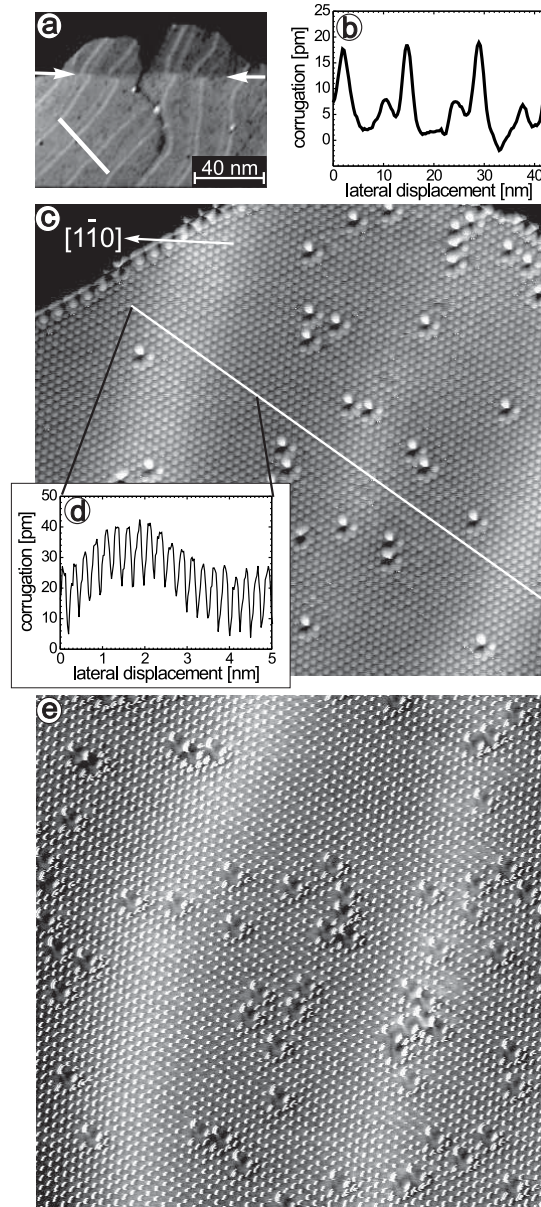 a
40 nm
b
corrugation [pm]
25
20
15
10
5
0
0 10 20 30 40
lateral displacement [nm]
c
[11̄0]
d
corrugation [pm]
50
40
30
20
10
0
0 1 2 3 4 5
lateral displacement [nm]
e